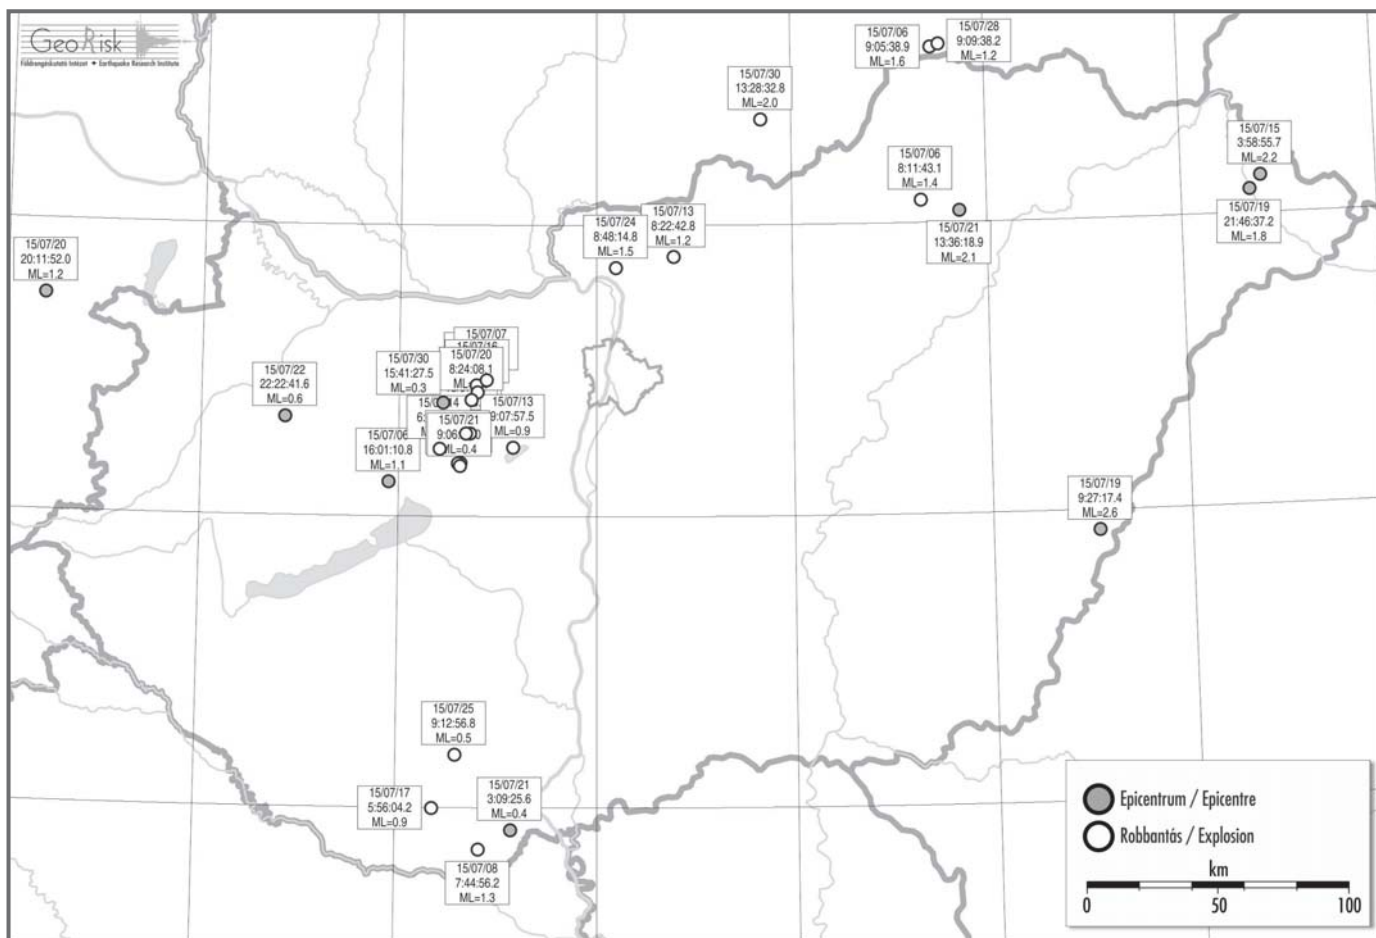 GeoRisk
Földrengéskutató Intézet ✦ Earthquake Research Institute
15/07/06
9:05:38.9
ML=1.6
15/07/28
9:09:38.2
ML=1.2
15/07/30
13:28:32.8
ML=2.0
15/07/15
3:58:55.7
ML=2.2
15/07/06
8:11:43.1
ML=1.4
15/07/19
21:46:37.2
ML=1.8
15/07/21
13:36:18.9
ML=2.1
15/07/24
8:48:14.8
ML=1.5
15/07/13
8:22:42.8
ML=1.2
15/07/20
20:11:52.0
ML=1.2
15/07/07
15/07/16
15/07/20
8:24:08.1
ML=
15/07/30
15:41:27.5
ML=0.3
15/07/22
22:22:41.6
ML=0.6
15/07/13
9:07:57.5
ML=0.9
15/07/21
9:06:
ML=0.4
15/07/06
16:01:10.8
ML=1.1
15/07/19
9:27:17.4
ML=2.6
15/07/25
9:12:56.8
ML=0.5
15/07/17
5:56:04.2
ML=0.9
15/07/21
3:09:25.6
ML=0.4
15/07/08
7:44:56.2
ML=1.3
Epicentrum / Epicentre
Robbantás / Explosion
km
0 50 100